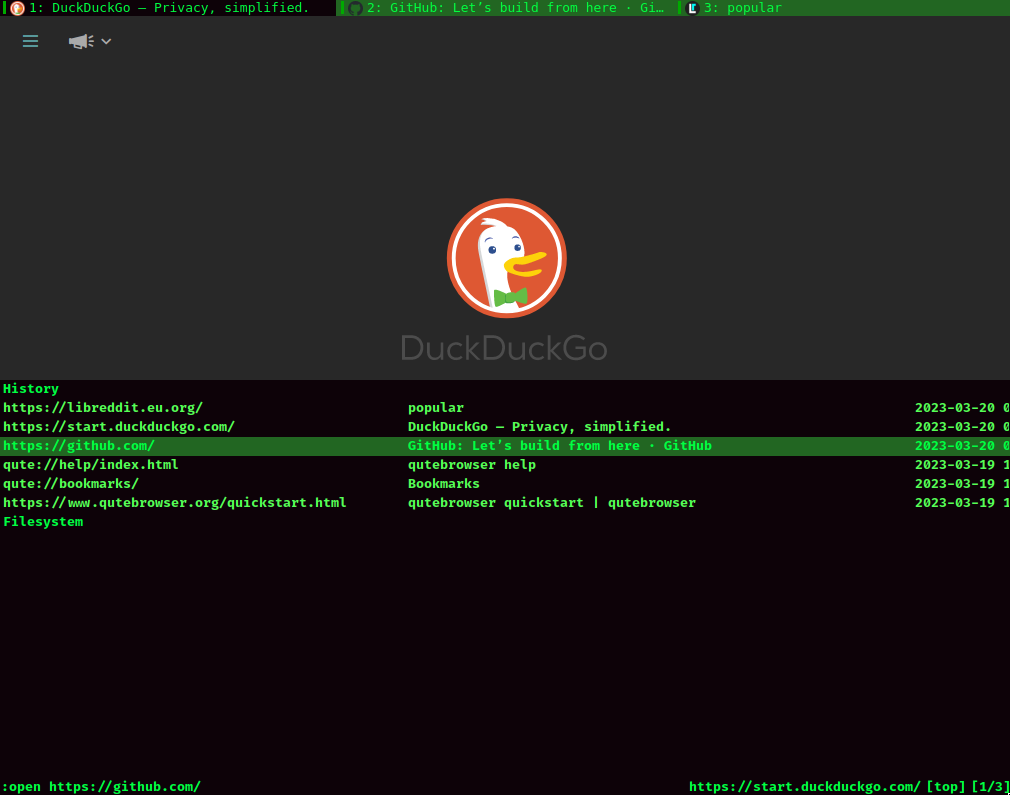 1: DuckDuckGo — Privacy, simplified. 2: GitHub: Let’s build from here · Gi… 3: popular
DuckDuckGo
History
https://libreddit.eu.org/ popular 2023-03-20 0
https://start.duckduckgo.com/ DuckDuckGo — Privacy, simplified. 2023-03-20 0
https://github.com/ GitHub: Let’s build from here · GitHub 2023-03-20 0
qute://help/index.html qutebrowser help 2023-03-19 1
qute://bookmarks/ Bookmarks 2023-03-19 1
https://www.qutebrowser.org/quickstart.html qutebrowser quickstart | qutebrowser 2023-03-19 1
Filesystem
:open https://github.com/ https://start.duckduckgo.com/ [top] [1/3]